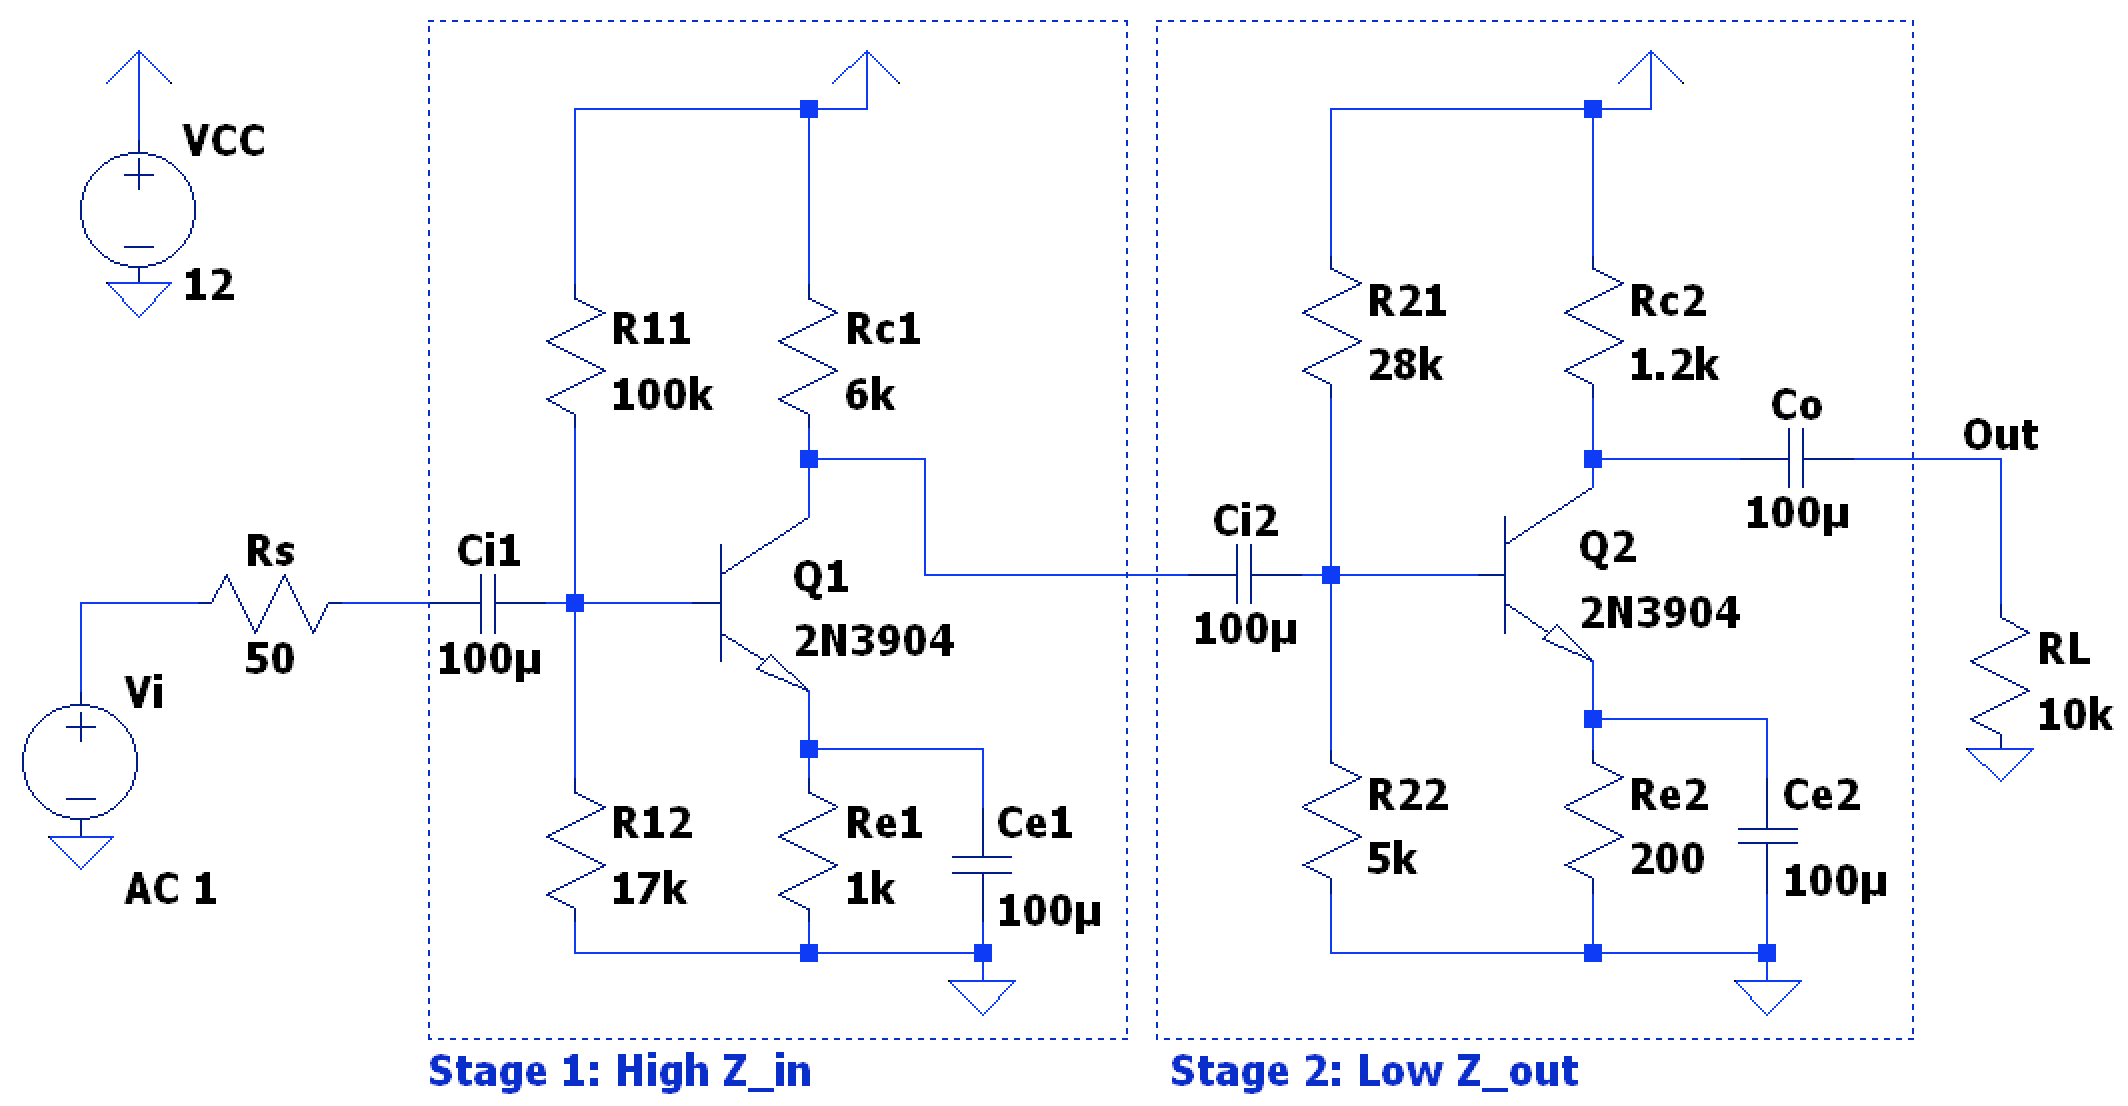 VCC
12
R11
100k
Rc1
6k
R21
28k
Rc2
1.2k
Co
100µ
Out
Rs
50
Ci1
100µ
Q1
2N3904
Ci2
100µ
Q2
2N3904
Vi
AC 1
R12
17k
Re1
1k
Ce1
100µ
R22
5k
Re2
200
Ce2
100µ
RL
10k
Stage 1: High Z_in
Stage 2: Low Z_out